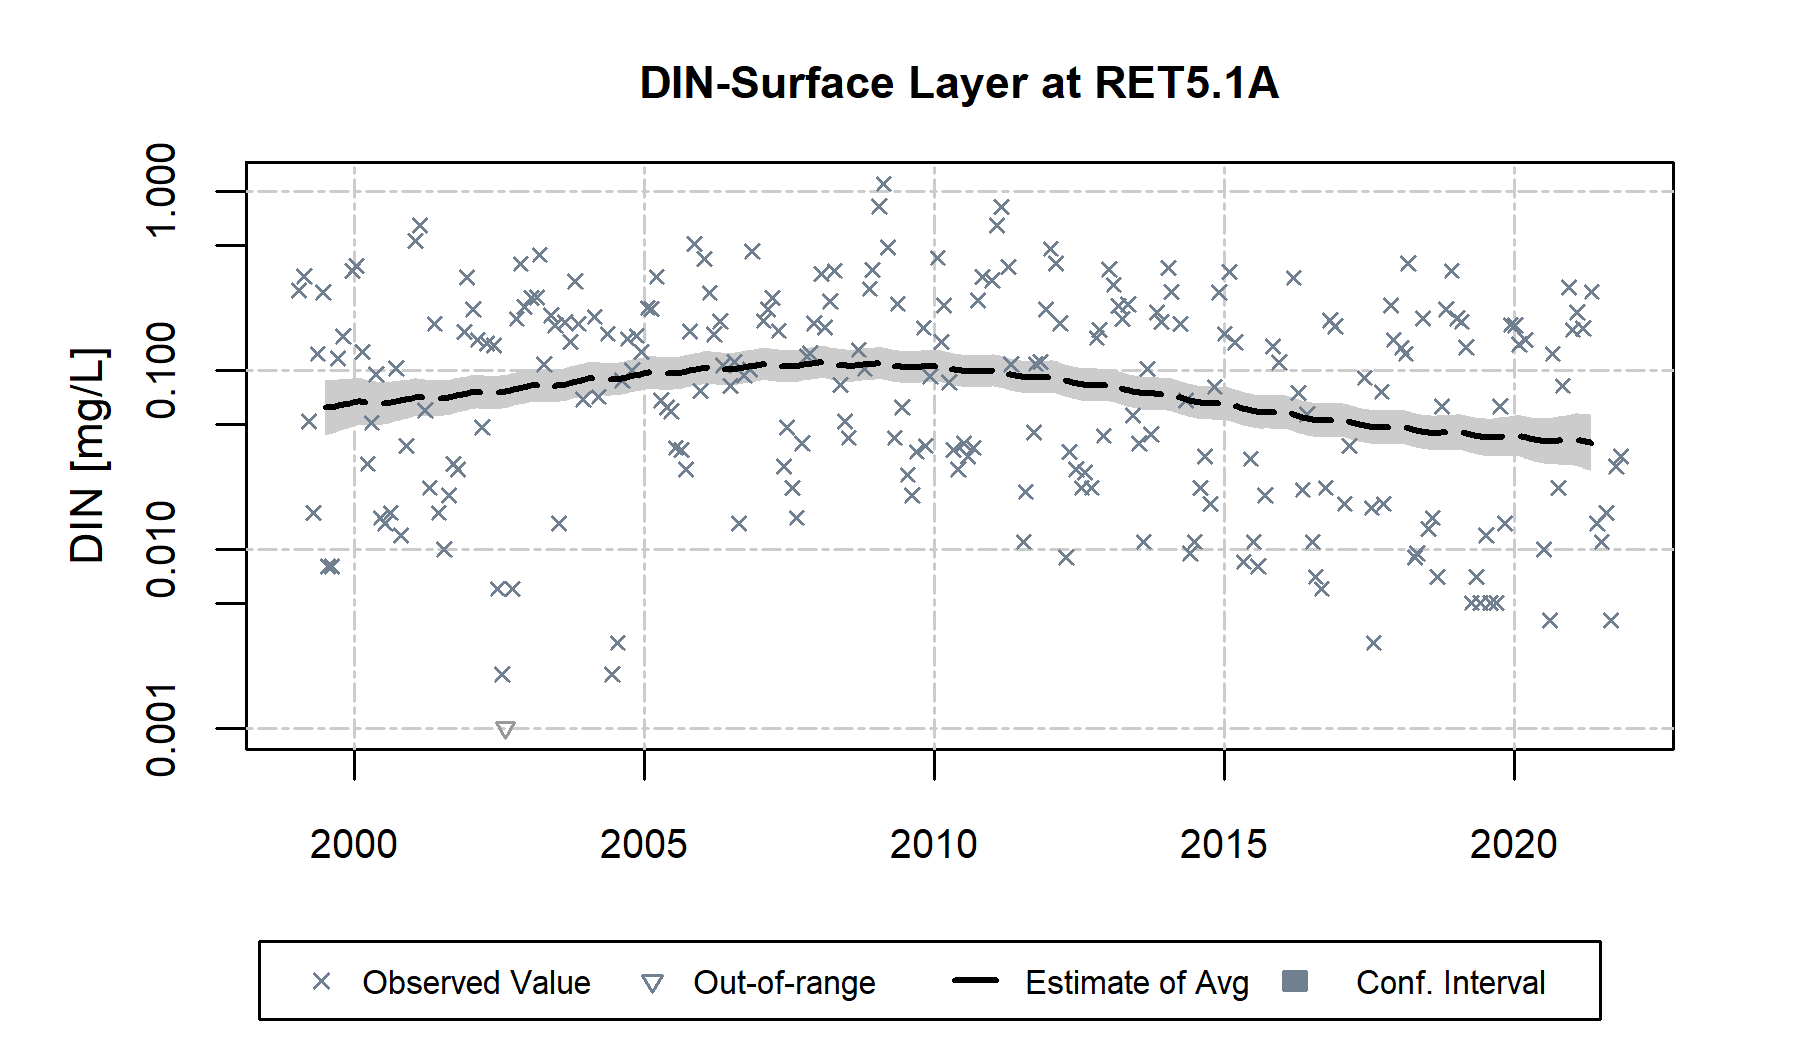 DIN-Surface Layer at RET5.1A
DIN [mg/L]
1.000
0.100
0.010
0.001
2000 2005 2010 2015 2020
Observed Value Out-of-range Estimate of Avg Conf. Interval